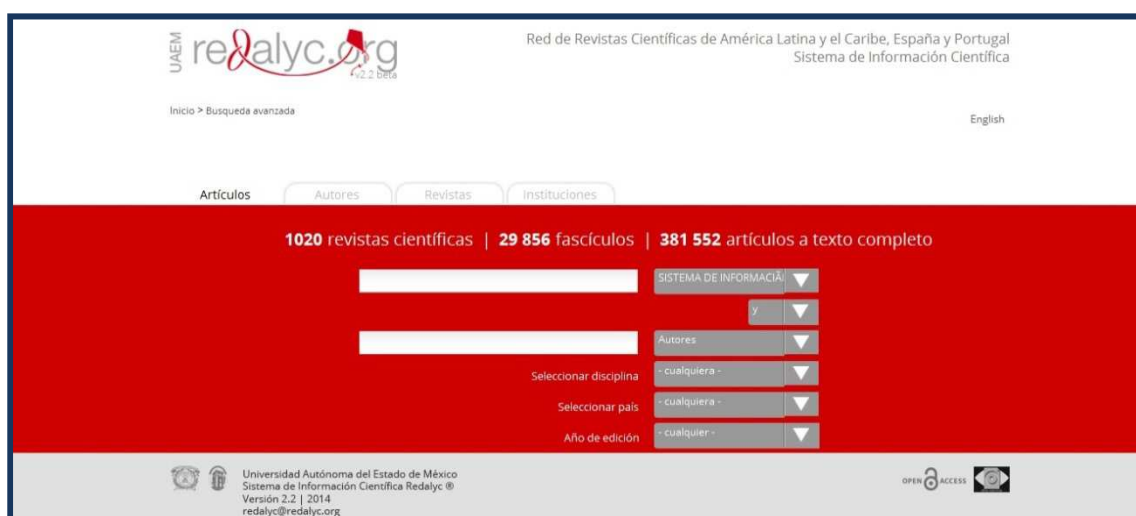 UAEM
redalyc.org
v2.2 beta
Red de Revistas Científicas de América Latina y el Caribe, España y Portugal
Sistema de Información Científica
Inicio > Busqueda avanzada
English
Artículos Autores Revistas Instituciones
1020 revistas científicas | 29 856 fascículos | 381 552 artículos a texto completo
SISTEMA DE INFORMACIÃ
y
Autores
Seleccionar disciplina - cualquiera -
Seleccionar país - cualquiera -
Año de edición - cualquier -
Universidad Autónoma del Estado de México
Sistema de Información Científica Redalyc ®
Versión 2.2 | 2014
redalyc@redalyc.org
OPEN ACCESS